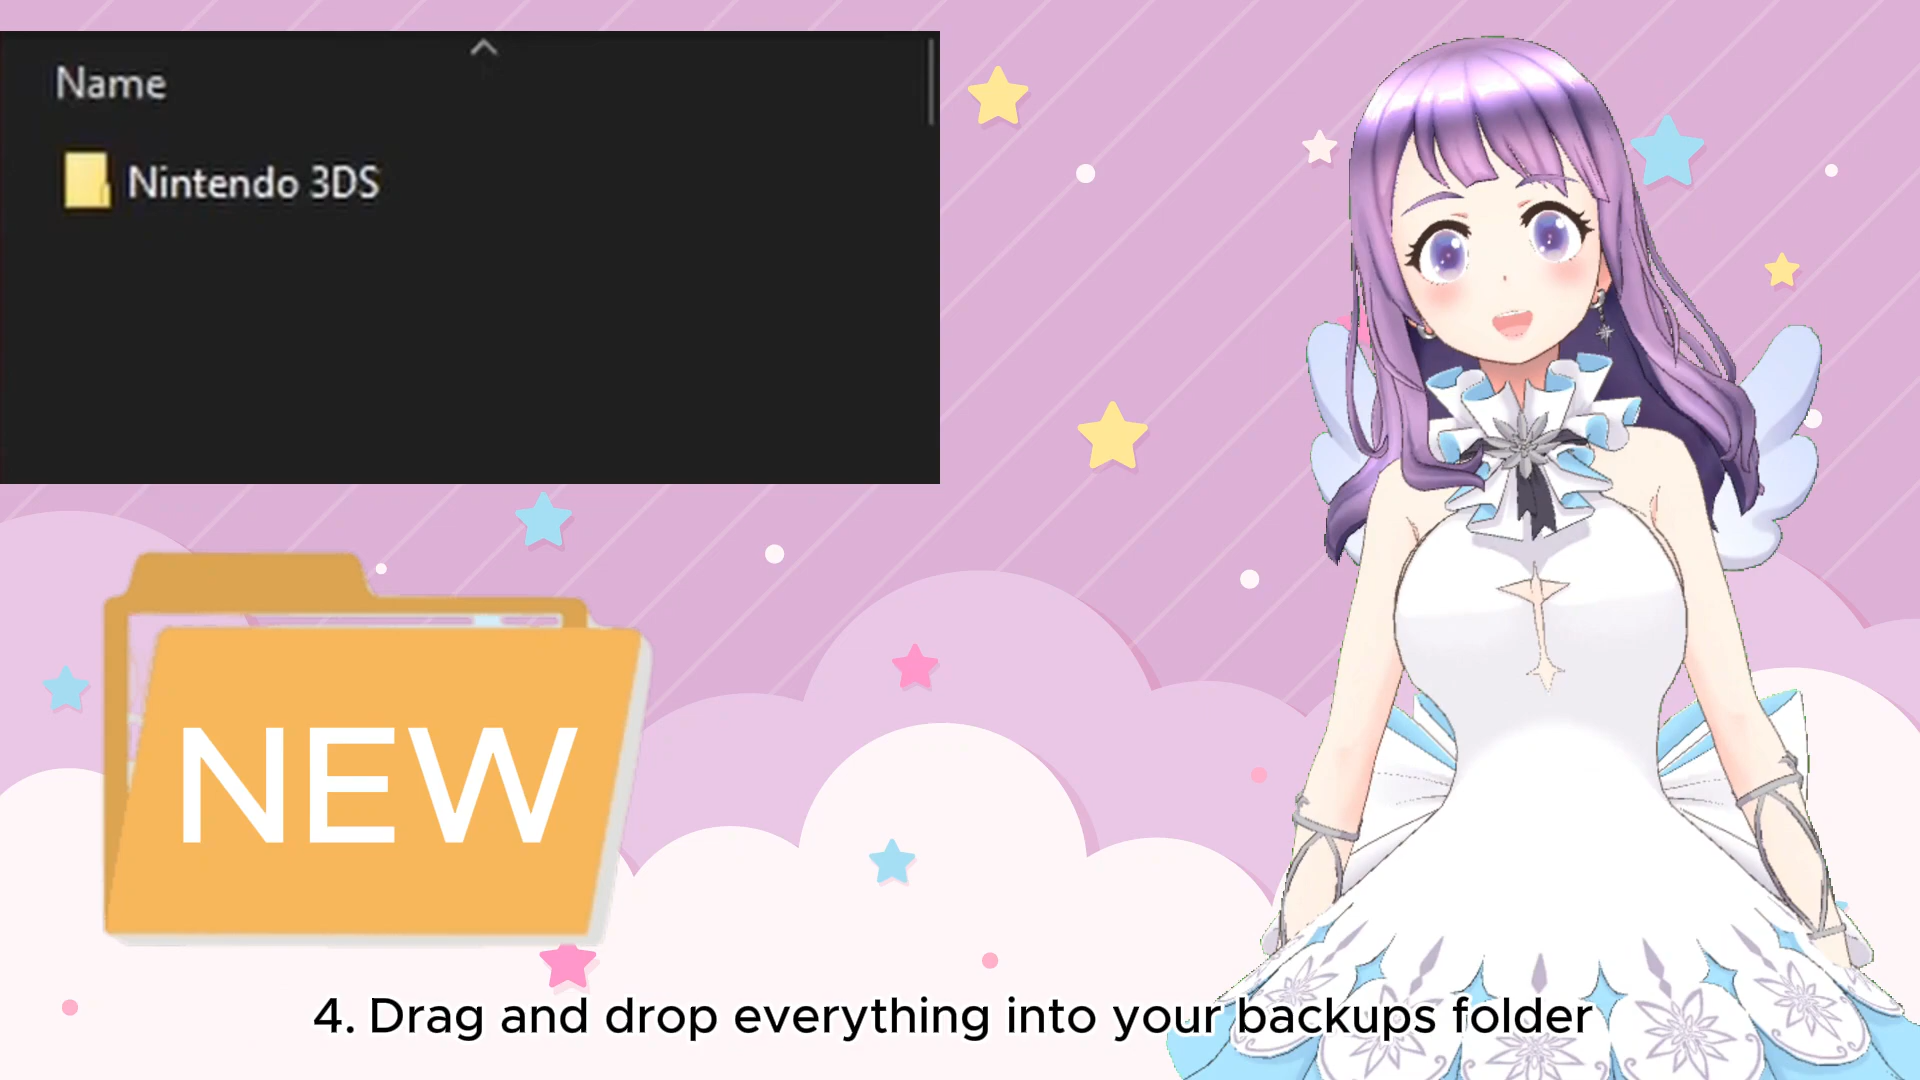 Name
Nintendo 3DS
NEW
4. Drag and drop everything into your backups folder